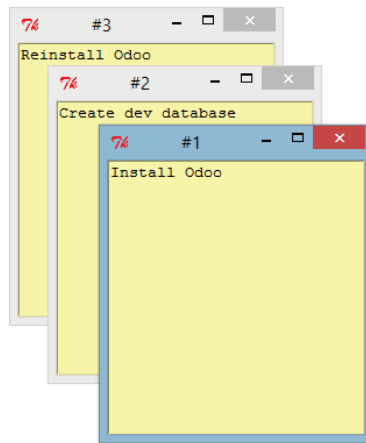 #3
Reinstall Odoo
#2
Create dev database
#1
Install Odoo